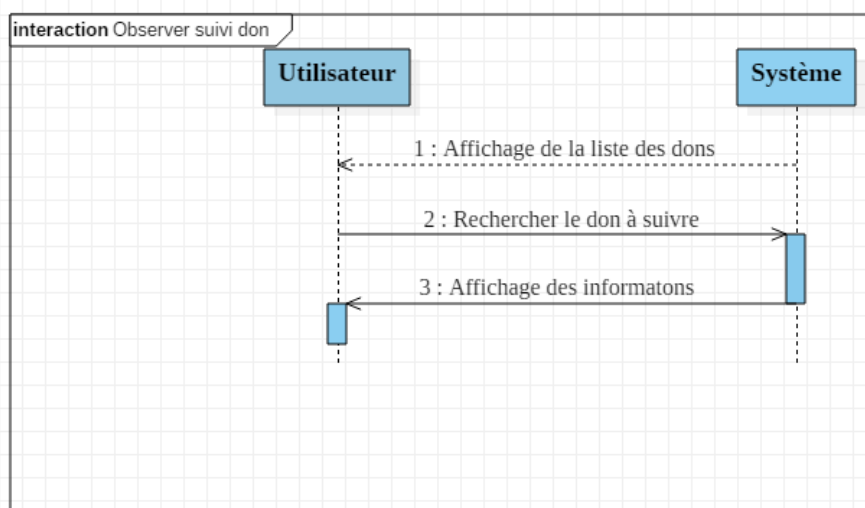 interaction Observer suivi don
Utilisateur
Système
1 : Affichage de la liste des dons
2 : Rechercher le don à suivre
3 : Affichage des informatons